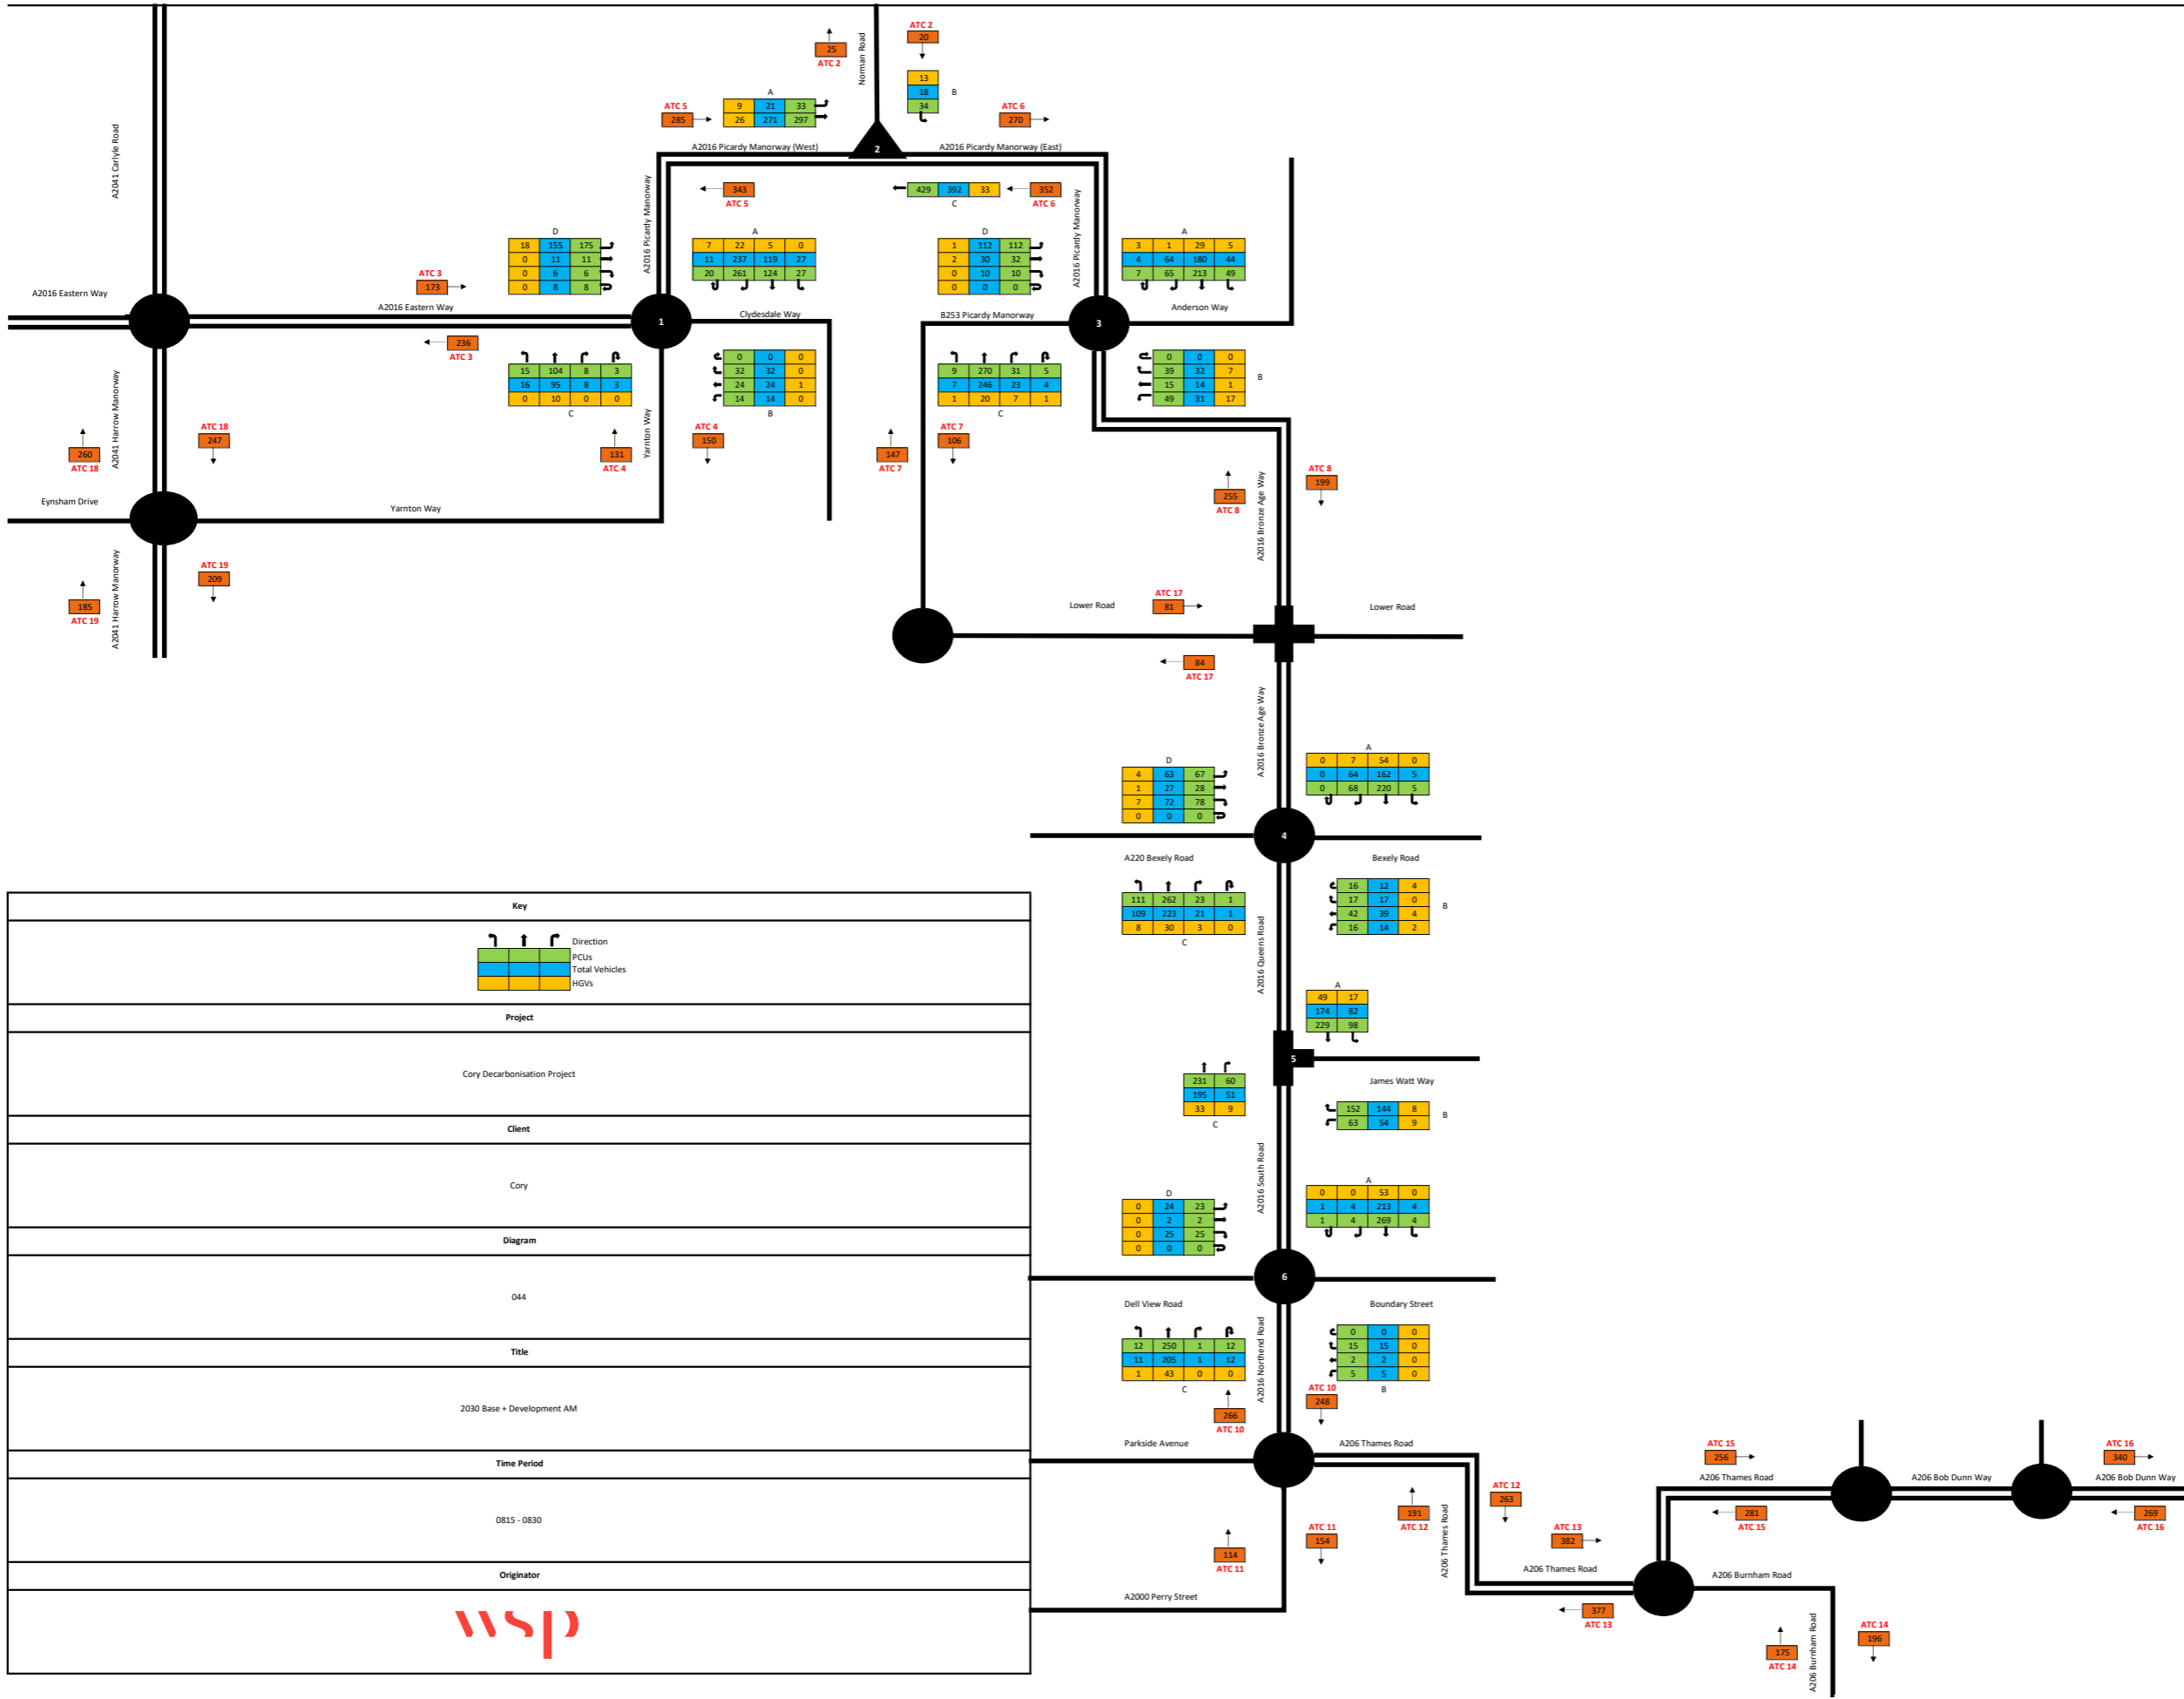 ATC 2
20
25
ATC 2
Norman Road
13
18 B
34
A
9 21 33
26 271 297
ATC 5
285
ATC 6
270
A2016 Picardy Manorway (West)
2
A2016 Picardy Manorway (East)
A2041 Carlyle Road
A2016 Picardy Manorway
343
ATC 5
429 392 33
C
352
ATC 6
A2016 Picardy Manorway
D
18 155 175
0 11 11
0 6 6
0 8 8
A
7 22 5 0
11 237 119 27
20 261 124 27
D
1 112 112
2 30 32
0 10 10
0 0 0
A
3 1 29 5
4 64 180 44
7 65 213 49
ATC 3
173
A2016 Eastern Way
A2016 Eastern Way
1
Clydesdale Way
B253 Picardy Manorway
3
Anderson Way
236
ATC 3
15 104 8 3
16 95 8 3
0 10 0 0
C
0 0 0
32 32 0
24 24 1
14 14 0
B
9 270 31 5
7 246 23 4
1 20 7 1
C
0 0 0
39 32 7
15 14 1
49 31 17
B
A2041 Harrow Manorway
260
ATC 18
ATC 18
247
131
ATC 4
Yarnton Way
ATC 4
150
147
ATC 7
ATC 7
106
255
ATC 8
A2016 Bronze Age Way
ATC 8
199
Eynsham Drive
Yarnton Way
185
ATC 19
A2041 Harrow Manorway
ATC 19
209
Lower Road
ATC 17
81
Lower Road
84
ATC 17
A2016 Bronze Age Way
D
4 63 67
1 27 28
7 72 78
0 0 0
A
0 7 54 0
0 64 162 5
0 68 220 5
4
A220 Bexely Road
Bexely Road
111 262 23 1
109 223 21 1
8 30 3 0
C
A2016 Queens Road
16 12 4
17 17 0
42 39 4
16 14 2
B
A
49 17
174 82
229 98
5
James Watt Way
231 60
195 51
33 9
C
152 144 8
63 54 9
B
A2016 South Road
D
0 24 23
0 2 2
0 25 25
0 0 0
A
0 0 53 0
1 4 213 4
1 4 269 4
6
Dell View Road
Boundary Street
12 250 1 12
11 205 1 12
1 43 0 0
C
A2016 Northend Road
0 0 0
15 15 0
2 2 0
5 5 0
B
266
ATC 10
ATC 10
248
Parkside Avenue
A206 Thames Road
191
ATC 12
A206 Thames Road
ATC 12
263
114
ATC 11
ATC 11
154
A2000 Perry Street
ATC 13
382
A206 Thames Road
377
ATC 13
ATC 15
256
A206 Thames Road
281
ATC 15
A206 Bob Dunn Way
ATC 16
340
A206 Bob Dunn Way
269
ATC 16
A206 Burnham Road
175
ATC 14
A206 Burnham Road
ATC 14
196
Key
Direction
PCUs
Total Vehicles
HGVs
Project
Cory Decarbonisation Project
Client
Cory
Diagram
044
Title
2030 Base + Development AM
Time Period
0815 - 0830
Originator
wsp